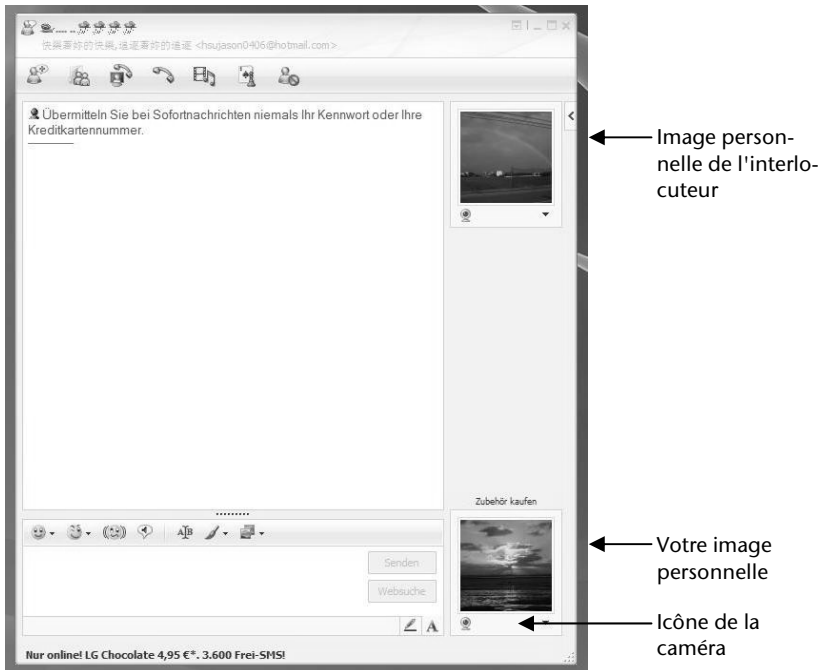 快樂著妳的快樂,追逐著妳的追逐 <hsujason0406@hotmail.com>
Übermitteln Sie bei Sofortnachrichten niemals Ihr Kennwort oder Ihre
Kreditkartennummer.
Image person-
nelle de l'interlo-
cuteur
Zubehör kaufen
Senden
Websuche
Votre image
personnelle
Icône de la
caméra
Nur online! LG Chocolate 4,95 €*. 3.600 Frei-SMS!